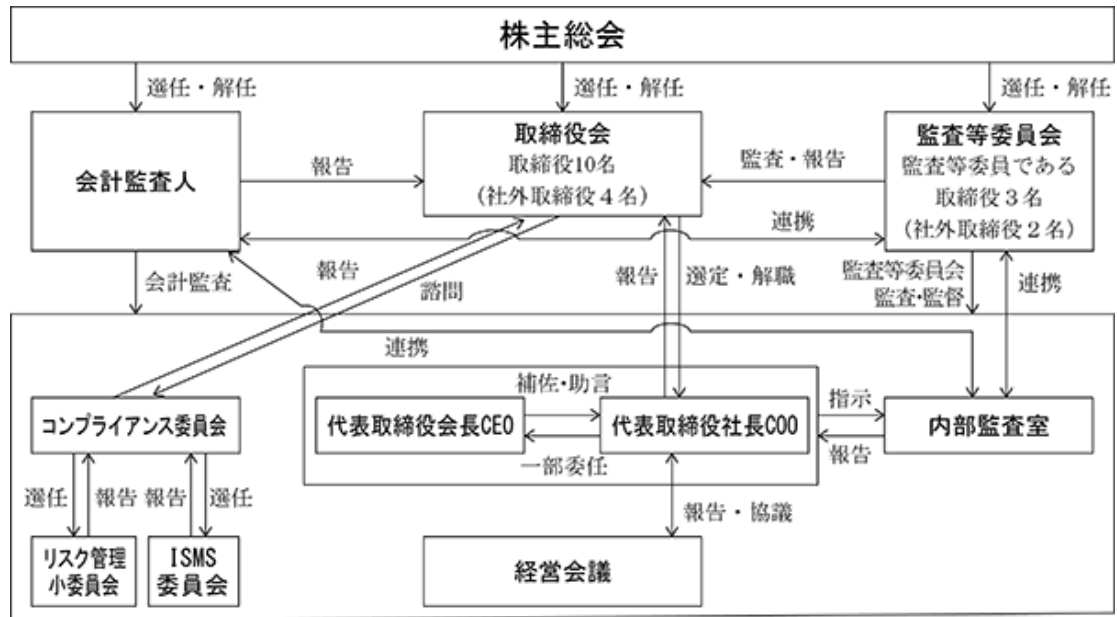 株主総会
選任・解任
選任・解任
選任・解任
会計監査人
報告
取締役会
取締役10名
（社外取締役４名）
監査・報告
監査等委員会
監査等委員である
取締役３名
（社外取締役２名）
連携
会計監査
報告
諮問
報告
選定・解職
監査等委員会
監査・監督
連携
連携
コンプライアンス委員会
補佐・助言
代表取締役会長CEO
代表取締役社長COO
一部委任
指示
報告
内部監査室
選任
報告
報告
選任
報告・協議
リスク管理
小委員会
ISMS
委員会
経営会議